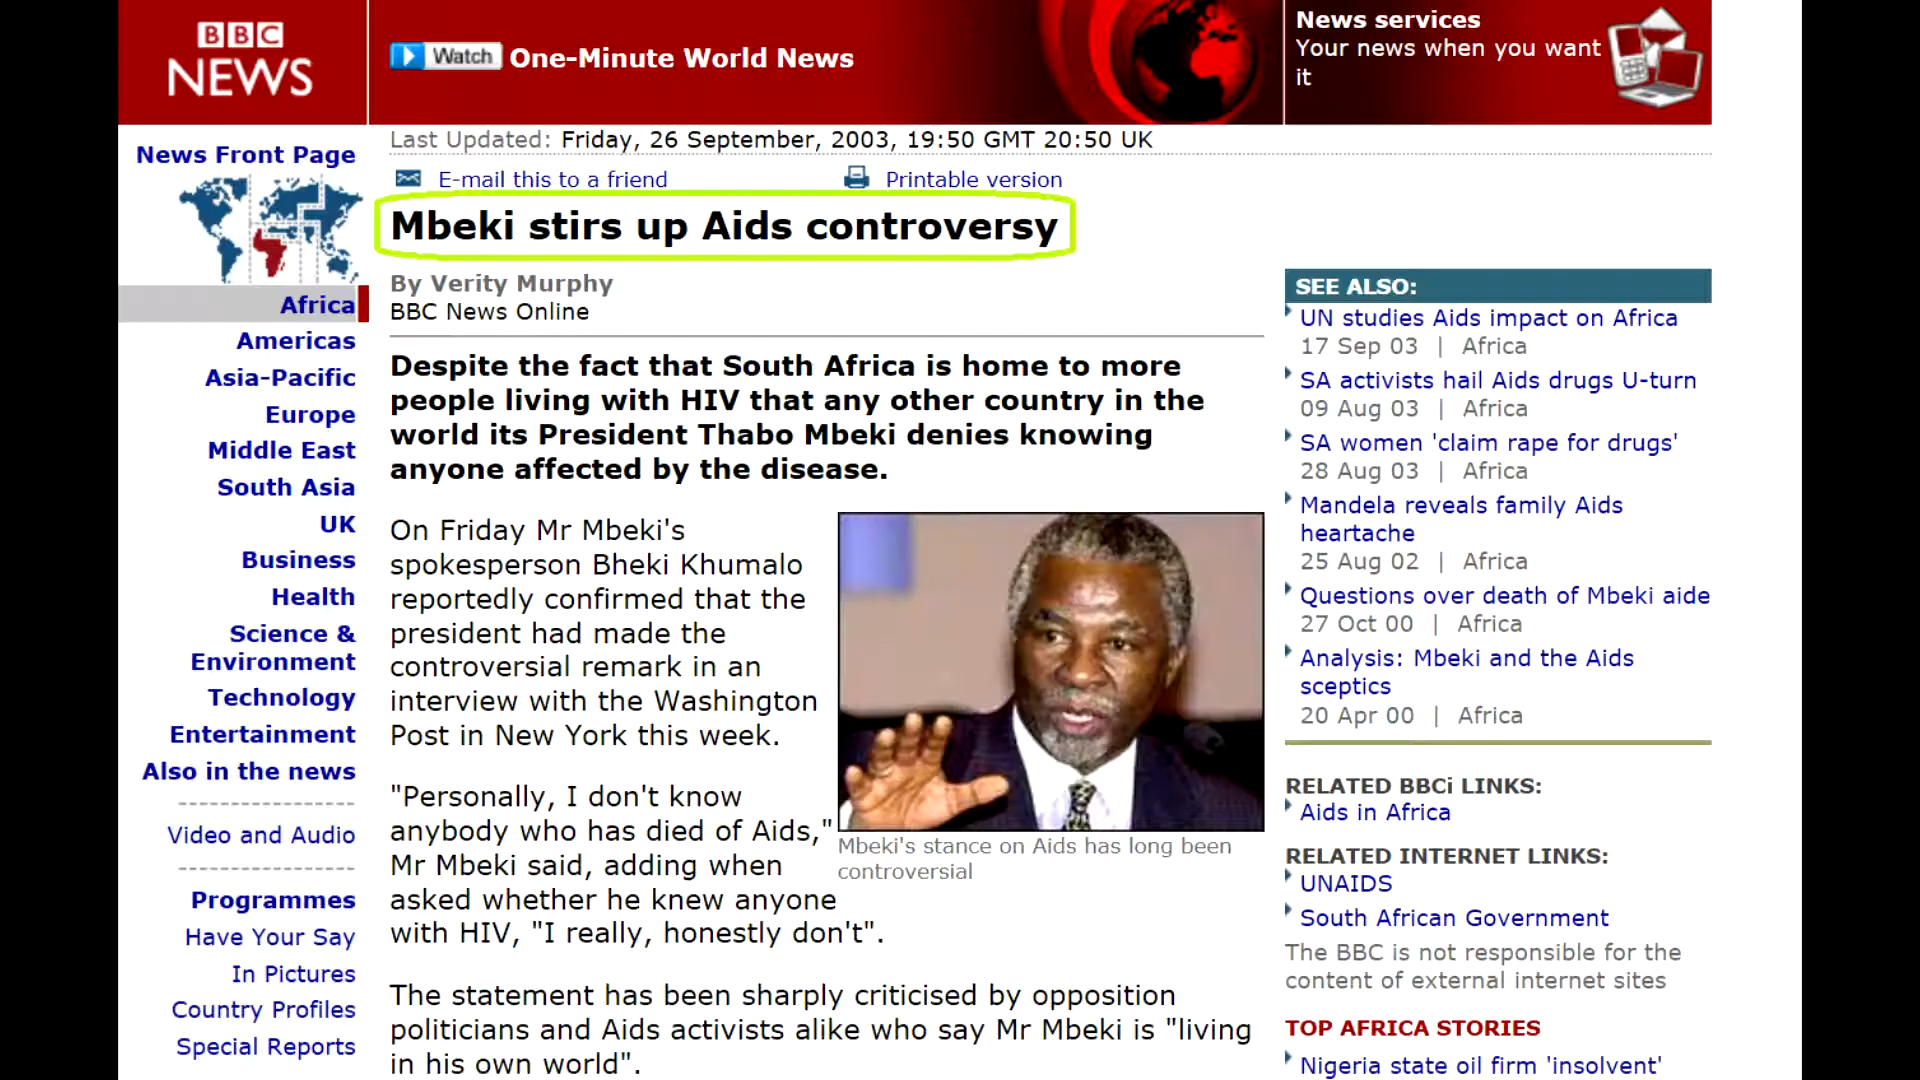 BBC
NEWS
Watch One-Minute World News
News services
Your news when you want
it
Last Updated: Friday, 26 September, 2003, 19:50 GMT 20:50 UK
E-mail this to a friend
Printable version
Mbeki stirs up Aids controversy
By Verity Murphy
BBC News Online
Despite the fact that South Africa is home to more
people living with HIV that any other country in the
world its President Thabo Mbeki denies knowing
anyone affected by the disease.
On Friday Mr Mbeki's
spokesperson Bheki Khumalo
reportedly confirmed that the
president had made the
controversial remark in an
interview with the Washington
Post in New York this week.
"Personally, I don't know
anybody who has died of Aids,"
Mr Mbeki said, adding when
asked whether he knew anyone
with HIV, "I really, honestly don't".
Mbeki's stance on Aids has long been
controversial
The statement has been sharply criticised by opposition
politicians and Aids activists alike who say Mr Mbeki is "living
in his own world".
News Front Page
Africa
Americas
Asia-Pacific
Europe
Middle East
South Asia
UK
Business
Health
Science &
Environment
Technology
Entertainment
Also in the news
Video and Audio
Programmes
Have Your Say
In Pictures
Country Profiles
Special Reports
SEE ALSO:
UN studies Aids impact on Africa
17 Sep 03 | Africa
SA activists hail Aids drugs U-turn
09 Aug 03 | Africa
SA women 'claim rape for drugs'
28 Aug 03 | Africa
Mandela reveals family Aids
heartache
25 Aug 02 | Africa
Questions over death of Mbeki aide
27 Oct 00 | Africa
Analysis: Mbeki and the Aids
sceptics
20 Apr 00 | Africa
RELATED BBCi LINKS:
Aids in Africa
RELATED INTERNET LINKS:
UNAIDS
South African Government
The BBC is not responsible for the
content of external internet sites
TOP AFRICA STORIES
Nigeria state oil firm 'insolvent'